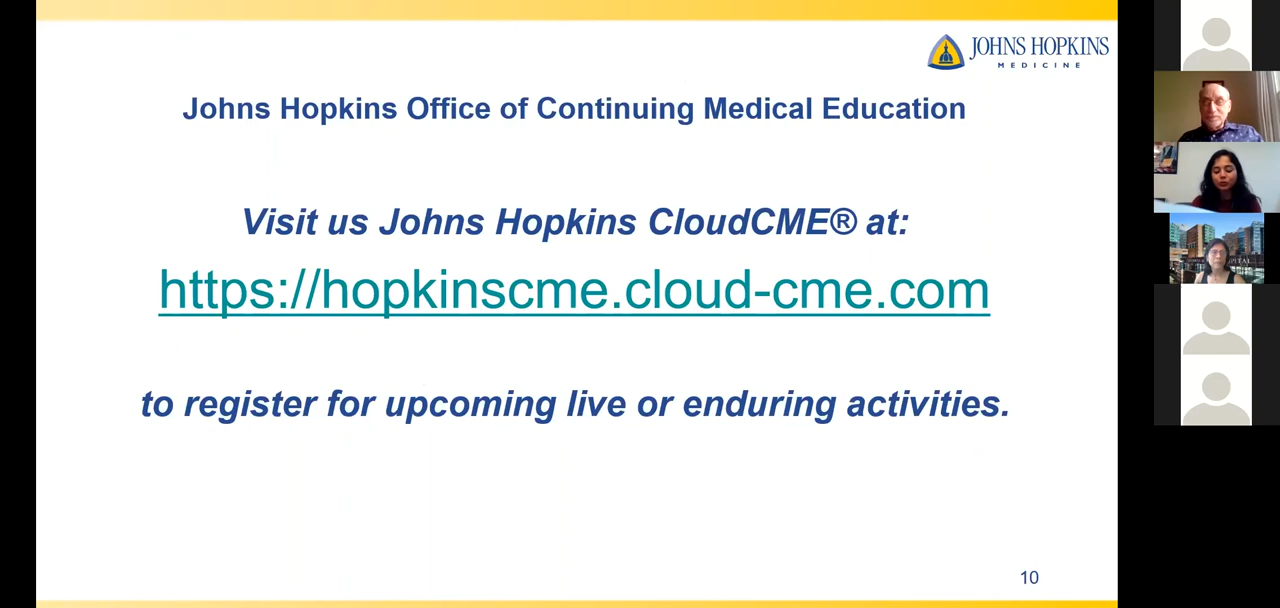 JOHNS HOPKINS
MEDICINE
Johns Hopkins Office of Continuing Medical Education
Visit us Johns Hopkins CloudCME® at:
https://hopkinscme.cloud-cme.com
to register for upcoming live or enduring activities.
10